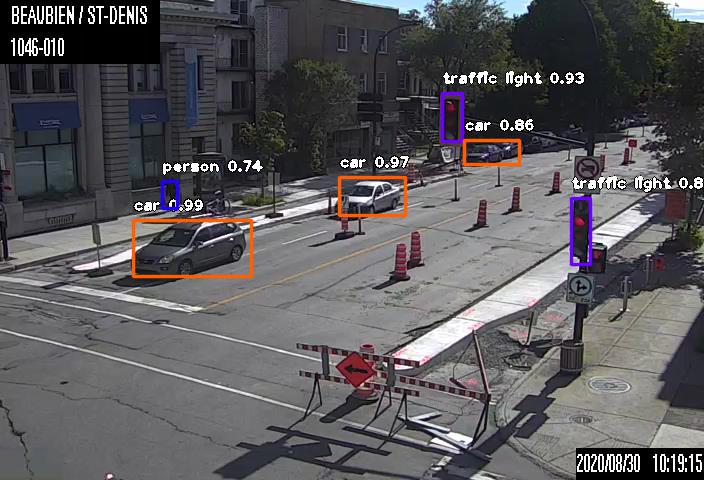 BEAUBIEN / ST-DENIS
1046-010
traffic light 0.93
car 0.86
person 0.74
car 0.97
traffic light 0.8
car 0.99
2020/08/30 10:19:15